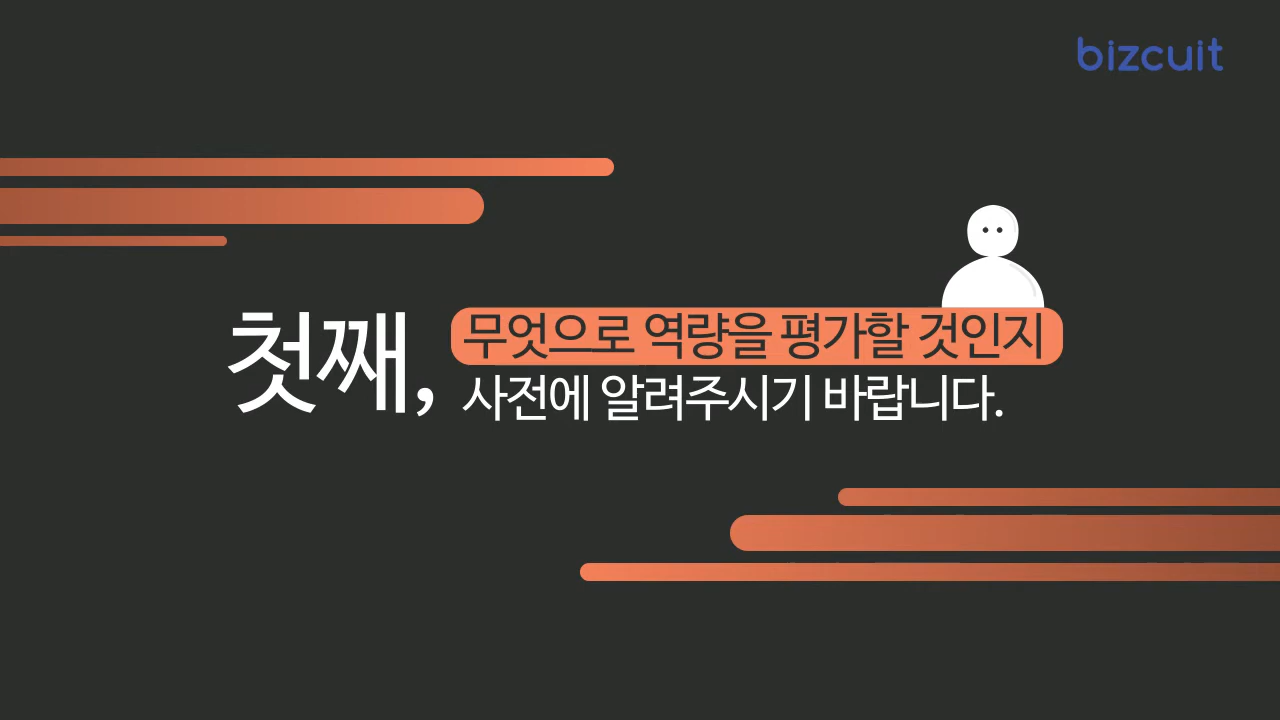 bizcuit
첫째,
무엇으로 역량을 평가할 것인지
사전에 알려주시기 바랍니다.